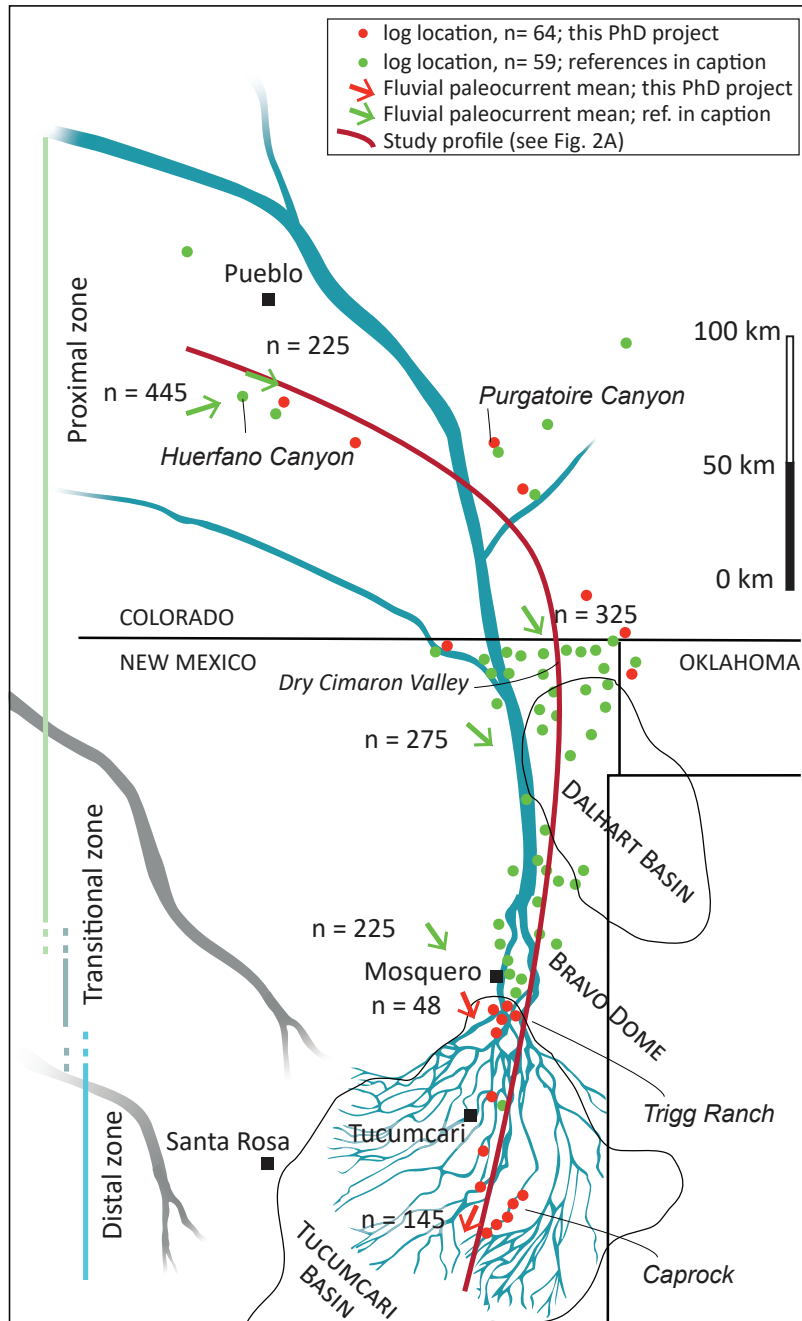 log location, n= 64; this PhD project
log location, n= 59; references in caption
Fluvial paleocurrent mean; this PhD project
Fluvial paleocurrent mean; ref. in caption
Study profile (see Fig. 2A)
Proximal zone
Pueblo
n = 225
n = 445
Huerfano Canyon
Purgatoire Canyon
100 km
50 km
0 km
COLORADO
n = 325
NEW MEXICO
OKLAHOMA
Dry Cimaron Valley
n = 275
DALHART BASIN
Transitional zone
n = 225
Mosquero
n = 48
BRAVO DOME
Trigg Ranch
Distal zone
Santa Rosa
Tucumcari
n = 145
TUCUMCARI
BASIN
Caprock